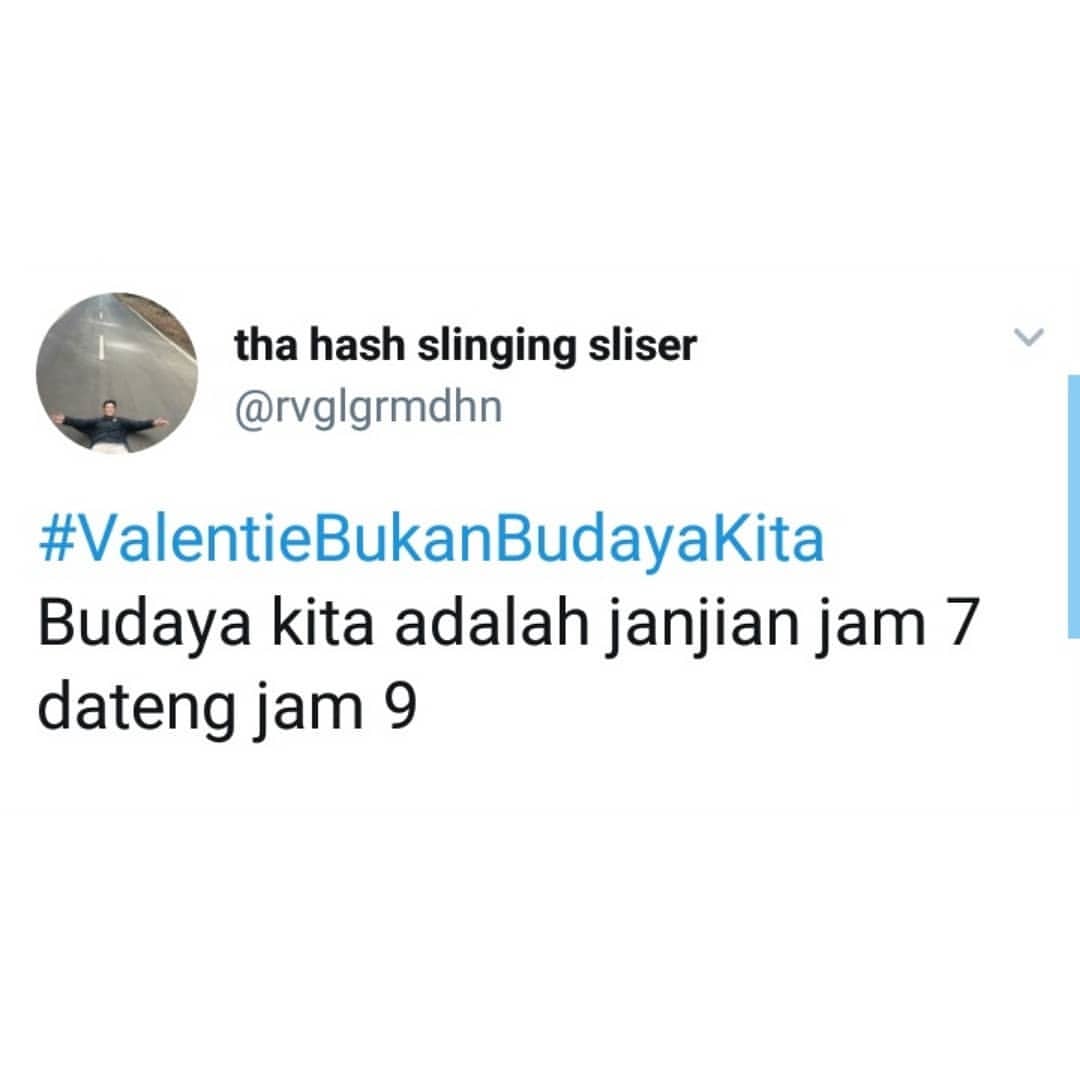 tha hash slinging sliser
@rvglgrmdhn
#ValentieBukanBudayaKita
Budaya kita adalah janjian jam 7
dateng jam 9